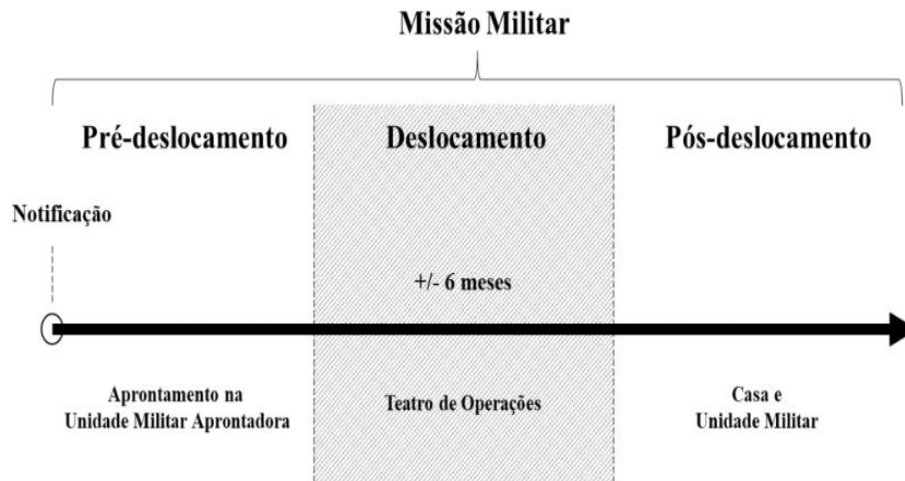 Missão Militar
Pré-deslocamento
Deslocamento
Pós-deslocamento
Notificação
+/- 6 meses
Aprontamento na
Unidade Militar Aprontadora
Teatro de Operações
Casa e
Unidade Militar